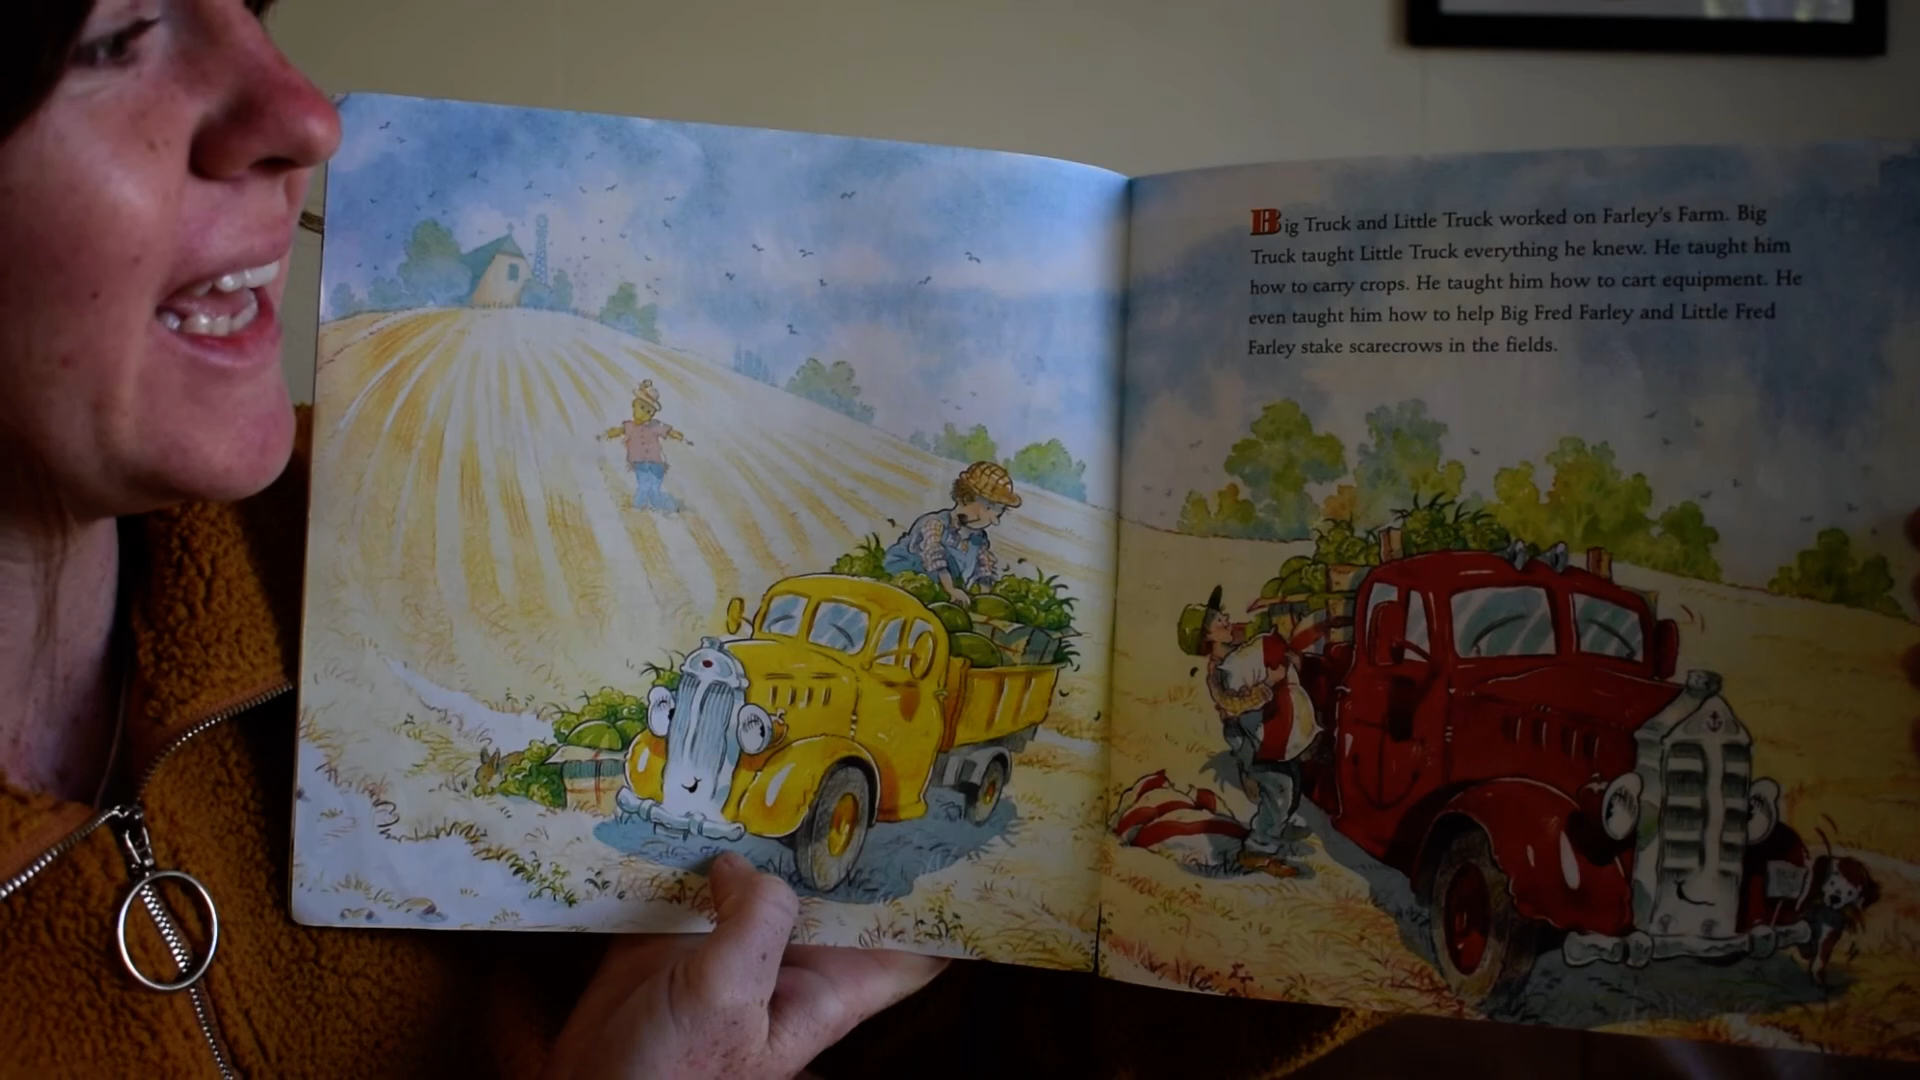 Big Truck and Little Truck worked on Farley's Farm. Big
Truck taught Little Truck everything he knew. He taught him
how to carry crops. He taught him how to cart equipment. He
even taught him how to help Big Fred Farley and Little Fred
Farley stake scarecrows in the fields.